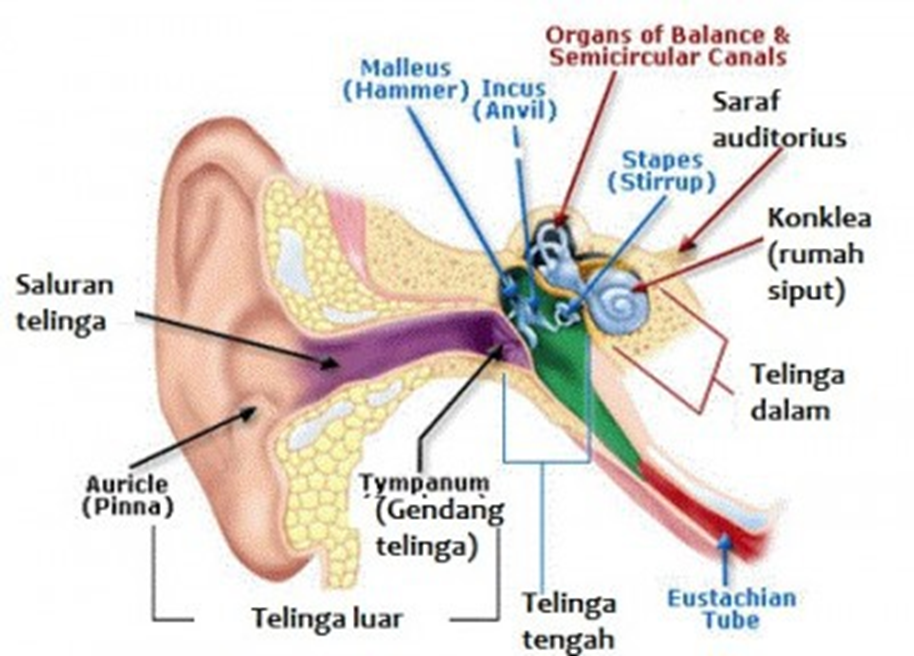 Organs of Balance &
Semicircular Canals
Malleus
(Hammer)
Incus
(Anvil)
Saraf
auditorius
Stapes
(Stirrup)
Konklea
(rumah
siput)
Saluran
telinga
Telinga
dalam
Auricle
(Pinna)
Tympanum
(Gendang
telinga)
Telinga luar
Telinga
tengah
Eustachian
Tube